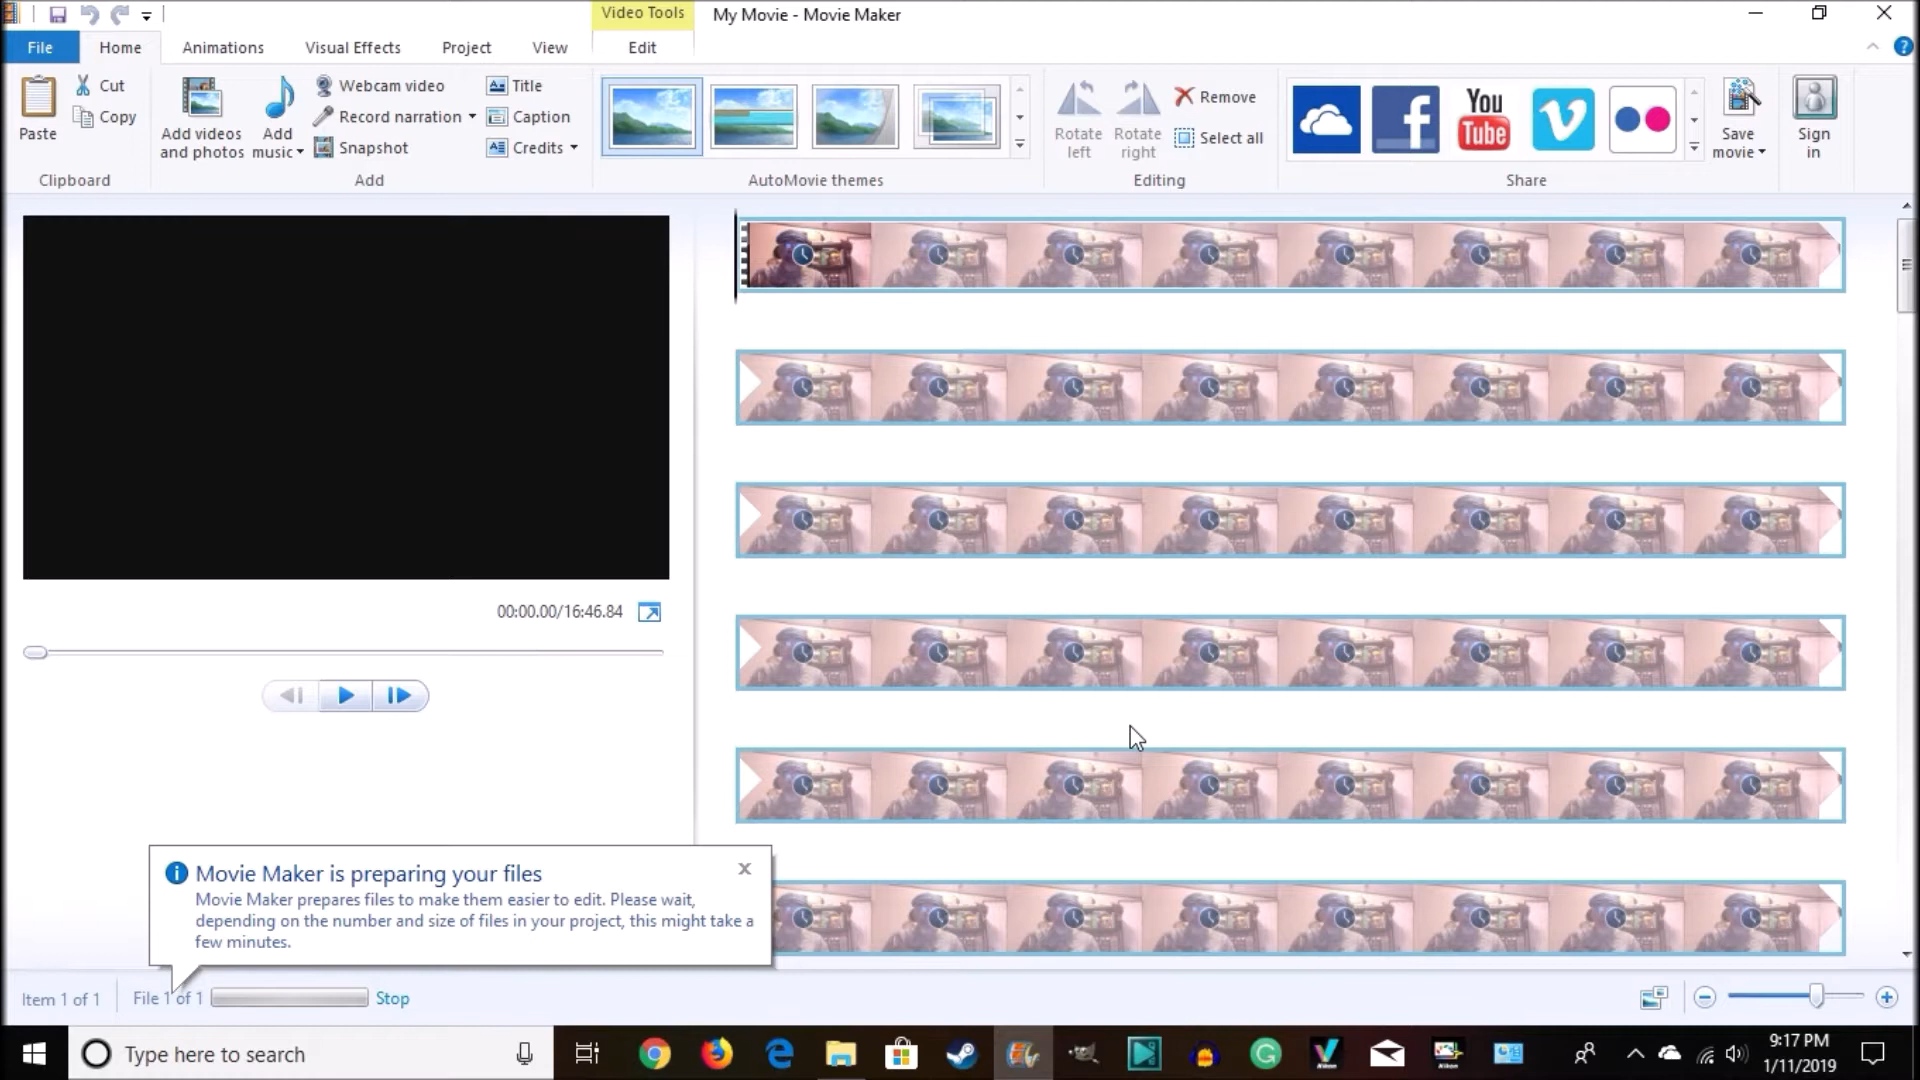 Video Tools
My Movie - Movie Maker
File
Home
Animations
Visual Effects
Project
View
Edit
Paste
Cut
Copy
Clipboard
Add videos
and photos
Add
music
Webcam video
Record narration
Snapshot
Title
Caption
Credits
Add
AutoMovie themes
Rotate
left
Rotate
right
Remove
Select all
Editing
You
Tube
Share
Save
movie
Sign
in
00:00.00/16:46.84
Movie Maker is preparing your files
Movie Maker prepares files to make them easier to edit. Please wait,
depending on the number and size of files in your project, this might take a
few minutes.
Item 1 of 1
File 1 of 1
Stop
Type here to search
9:17 PM
1/11/2019